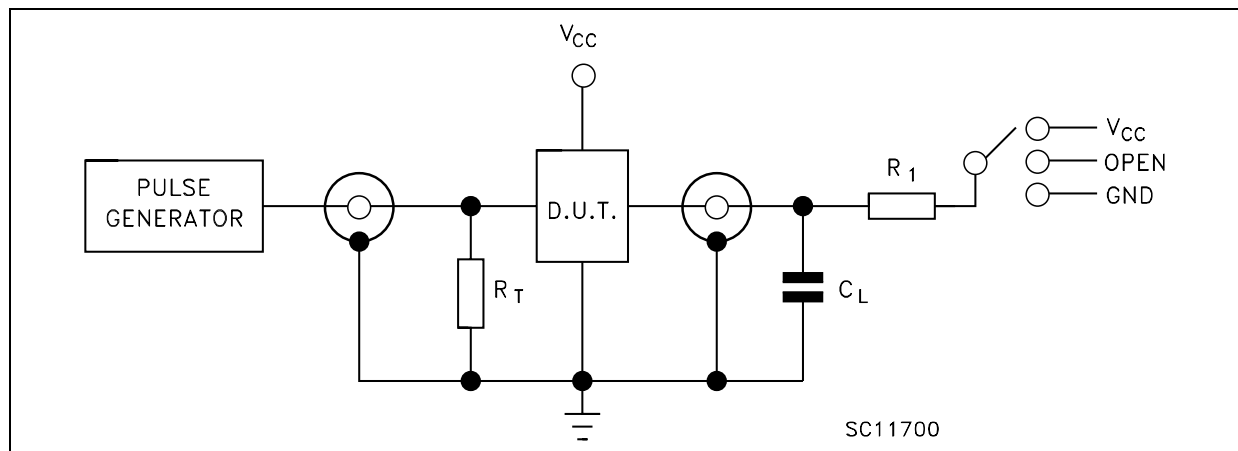 VCC
PULSE
GENERATOR
RT
D.U.T.
CL
R1
VCC
OPEN
GND
SC11700